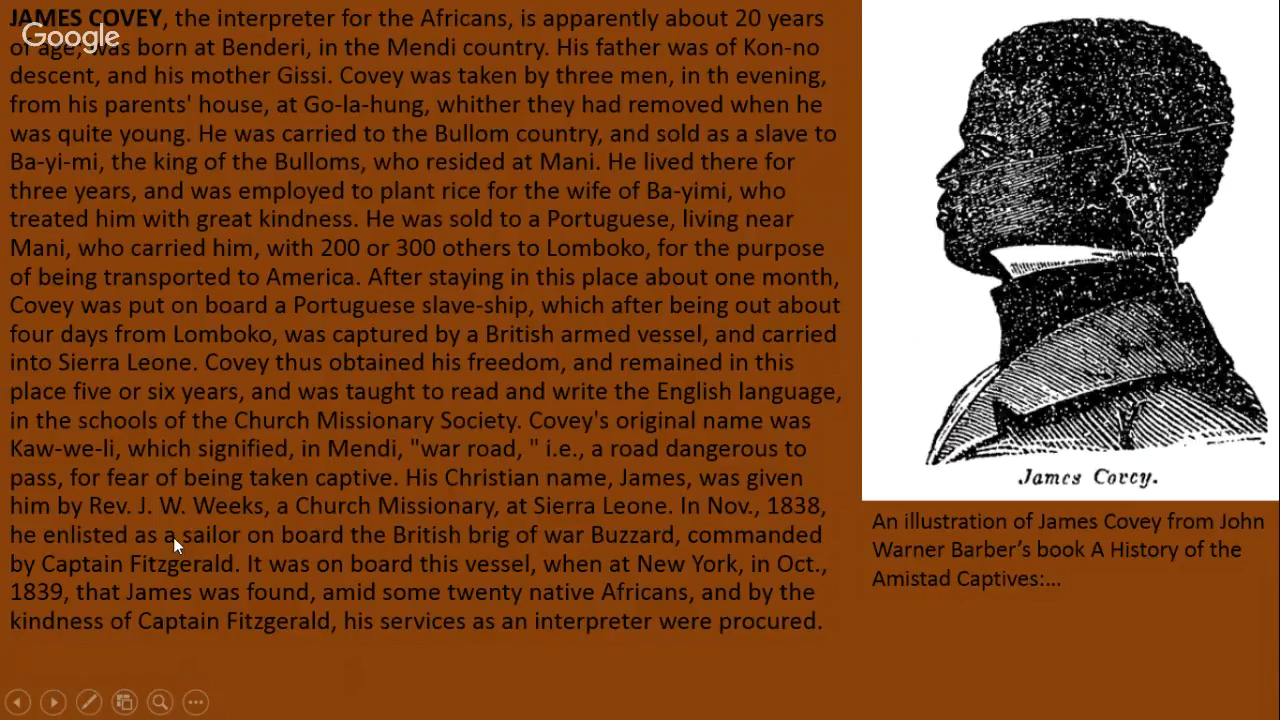 JAMES COVEY, the interpreter for the Africans, is apparently about 20 years
of age; was born at Benderi, in the Mendi country. His father was of Kon-no
descent, and his mother Gissi. Covey was taken by three men, in th evening,
from his parents' house, at Go-la-hung, whither they had removed when he
was quite young. He was carried to the Bullom country, and sold as a slave to
Ba-yi-mi, the king of the Bulloms, who resided at Mani. He lived there for
three years, and was employed to plant rice for the wife of Ba-yimi, who
treated him with great kindness. He was sold to a Portuguese, living near
Mani, who carried him, with 200 or 300 others to Lomboko, for the purpose
of being transported to America. After staying in this place about one month,
Covey was put on board a Portuguese slave-ship, which after being out about
four days from Lomboko, was captured by a British armed vessel, and carried
into Sierra Leone. Covey thus obtained his freedom, and remained in this
place five or six years, and was taught to read and write the English language,
in the schools of the Church Missionary Society. Covey's original name was
Kaw-we-li, which signified, in Mendi, "war road, " i.e., a road dangerous to
pass, for fear of being taken captive. His Christian name, James, was given
him by Rev. J. W. Weeks, a Church Missionary, at Sierra Leone. In Nov., 1838,
he enlisted as a sailor on board the British brig of war Buzzard, commanded
by Captain Fitzgerald. It was on board this vessel, when at New York, in Oct.,
1839, that James was found, amid some twenty native Africans, and by the
kindness of Captain Fitzgerald, his services as an interpreter were procured.
Google
James Covey.
An illustration of James Covey from John
Warner Barber's book A History of the
Amistad Captives:...